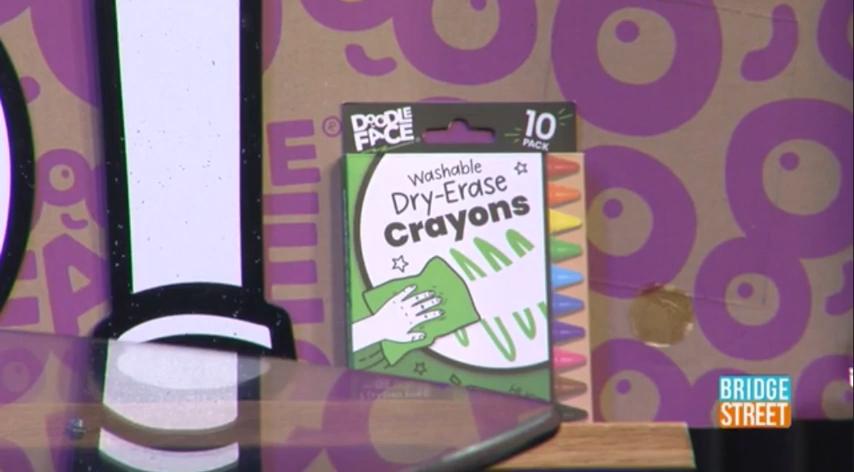 DOODLE
FACE
10
PACK
Washable
Dry-Erase
Crayons
BRIDGE
STREET